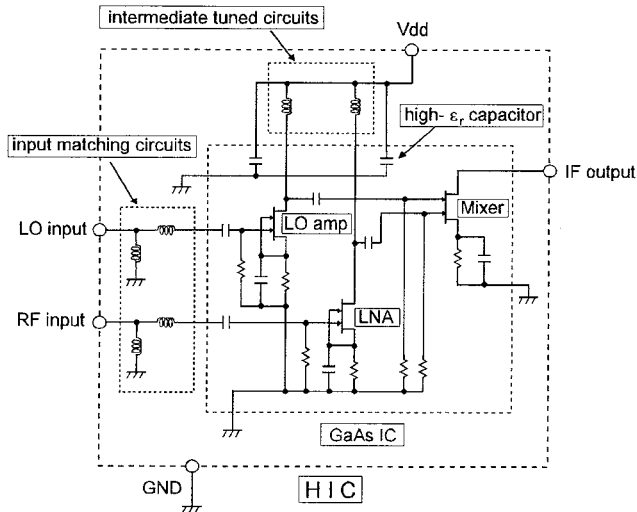 intermediate tuned circuits
Vdd
high- εr capacitor
input matching circuits
IF output
LO input
LO amp
Mixer
RF input
LNA
GaAs IC
GND
HIC